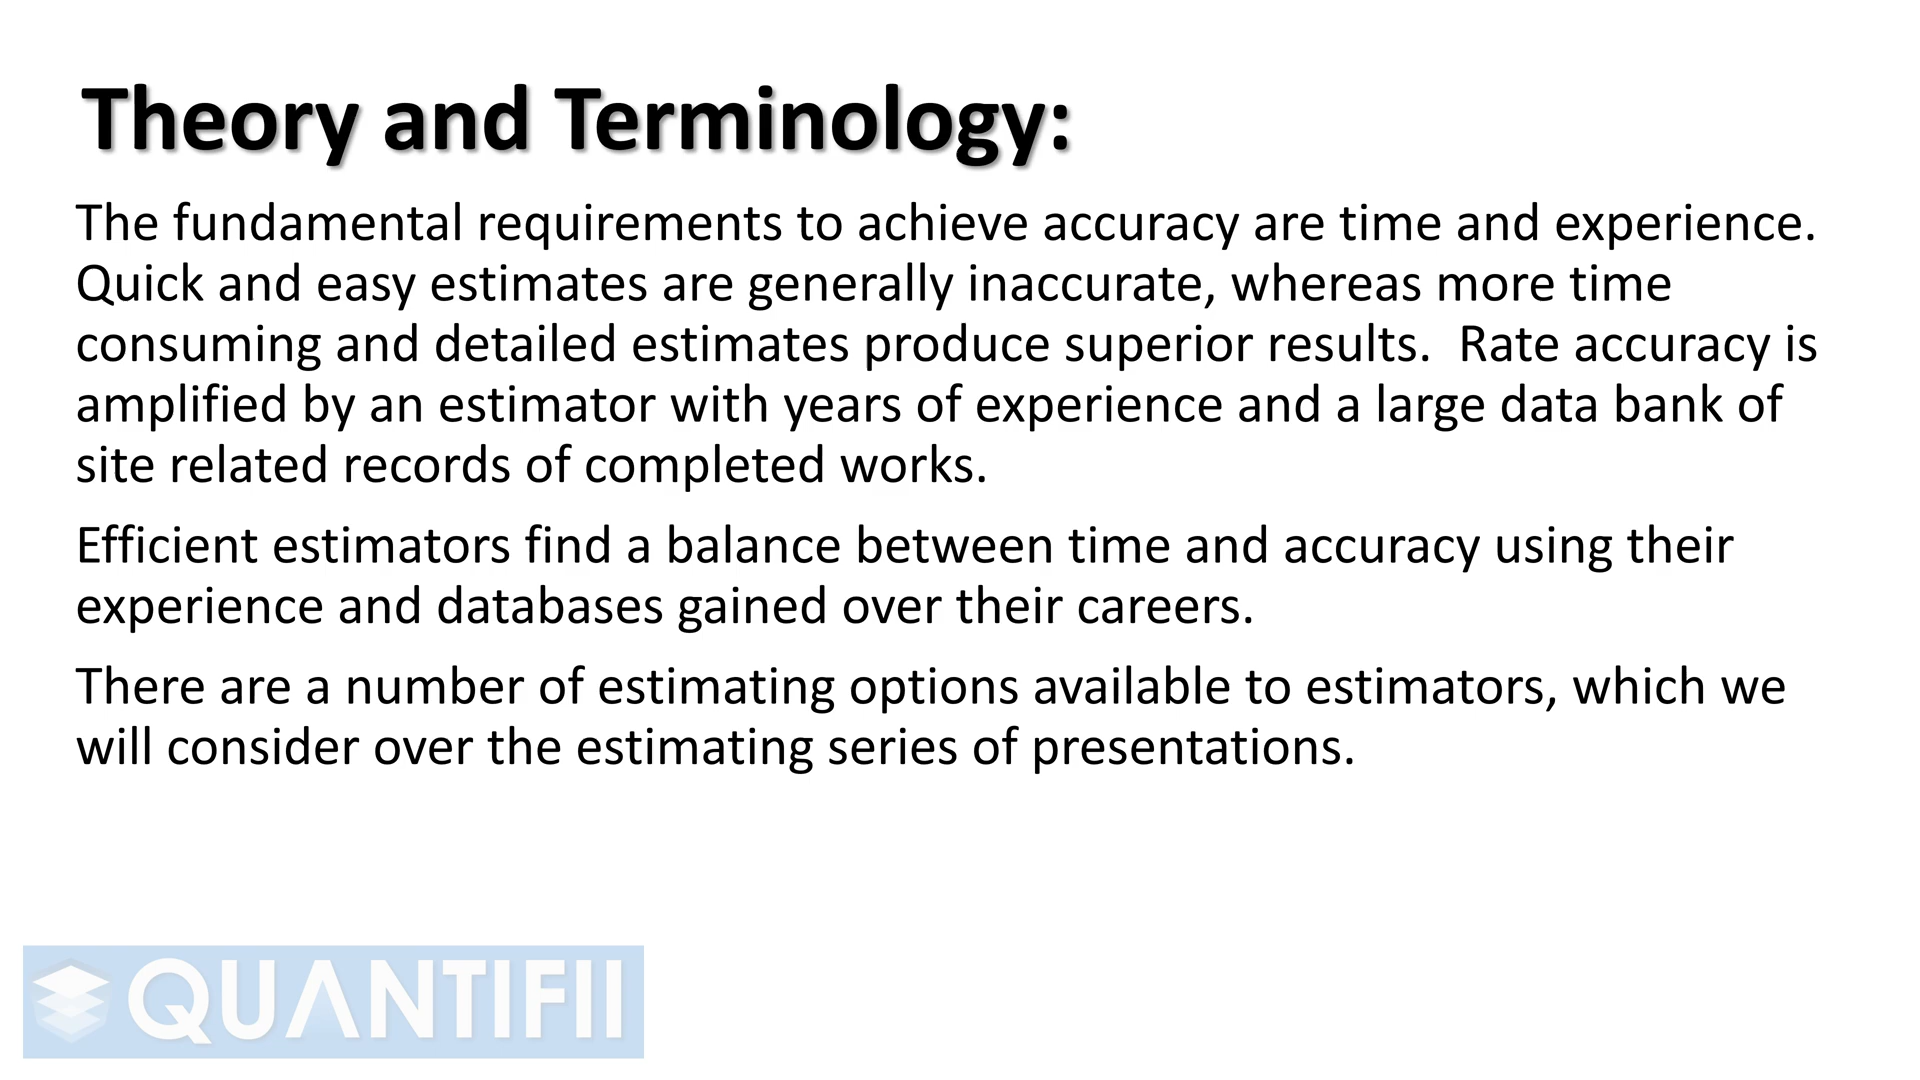 Theory and Terminology:
The fundamental requirements to achieve accuracy are time and experience.
Quick and easy estimates are generally inaccurate, whereas more time
consuming and detailed estimates produce superior results.  Rate accuracy is
amplified by an estimator with years of experience and a large data bank of
site related records of completed works.
Efficient estimators find a balance between time and accuracy using their
experience and databases gained over their careers.
There are a number of estimating options available to estimators, which we
will consider over the estimating series of presentations.
QUANTIFII